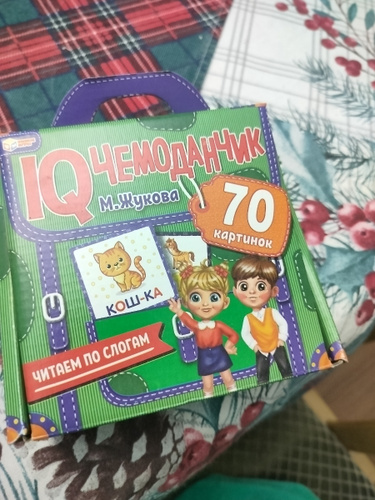 IQ ЧЕМОДАНЧИК
М.Жукова
70
картинок
КОШ-КА
ЧИТАЕМ ПО СЛОГАМ